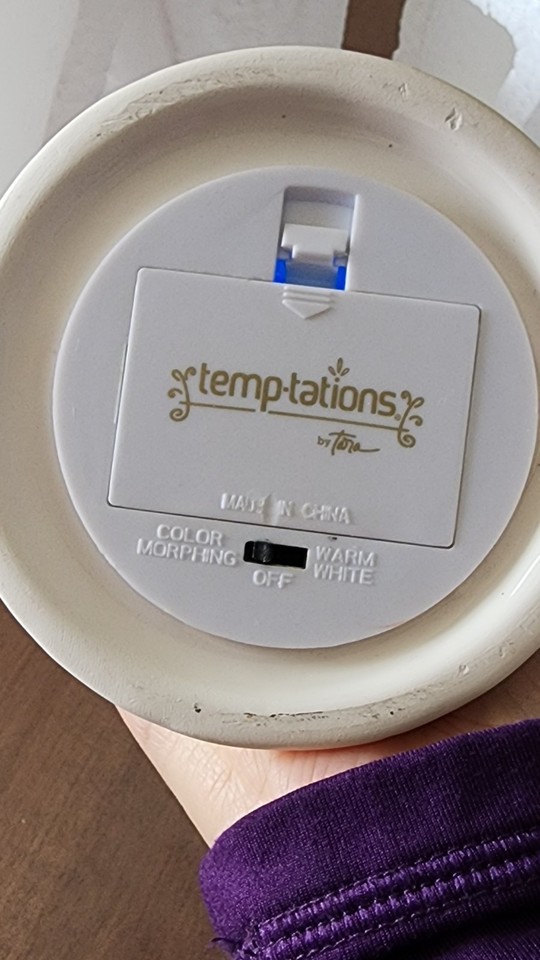 temp-tations®
by Tara
MADE IN CHINA
COLOR
MORPHING
WARM
WHITE
OFF